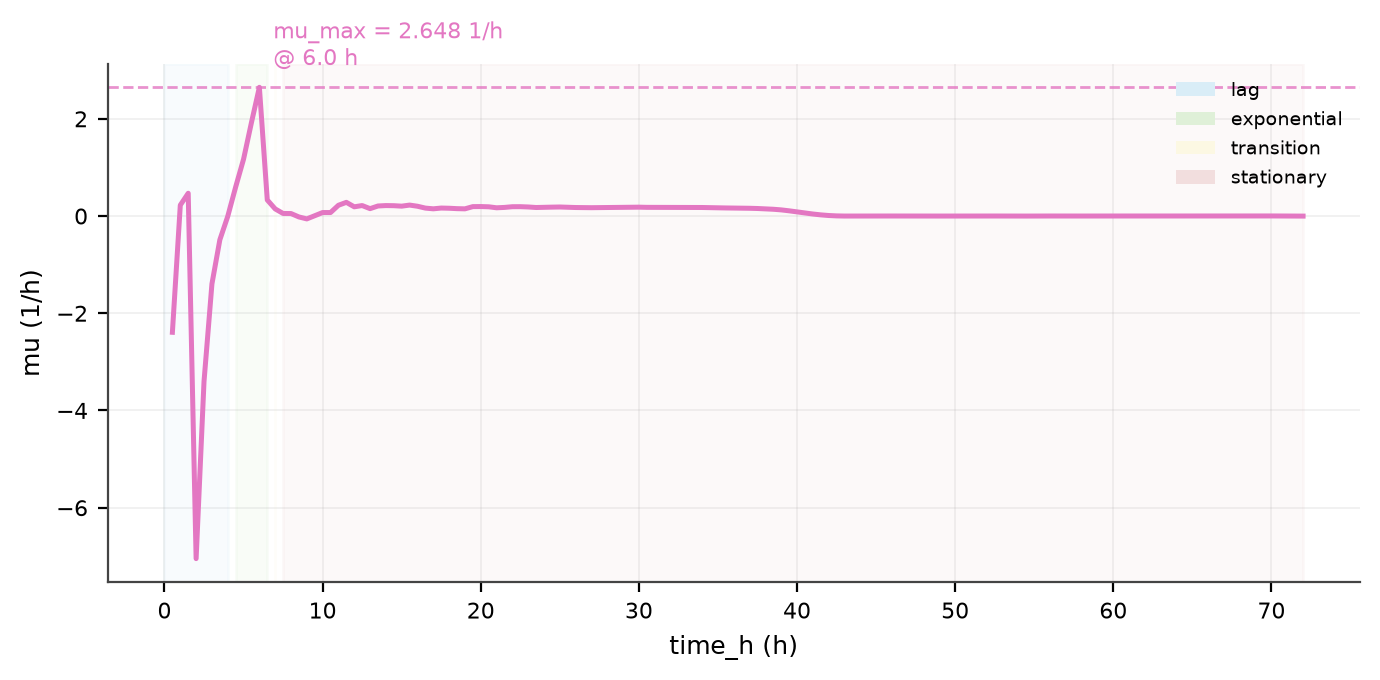 mu_max = 2.648 1/h
@ 6.0 h
lag
exponential
transition
stationary
mu (1/h)
2
0
−2
−4
−6
0 10 20 30 40 50 60 70
time_h (h)